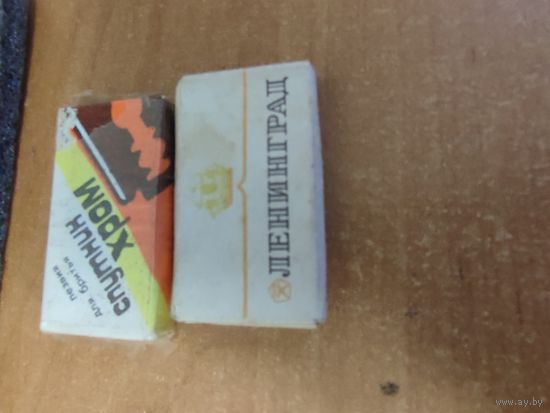 лезвия
для бритья
СПУТНИК
ХРОМ
ЛЕНИНГРАД
www.ay.by